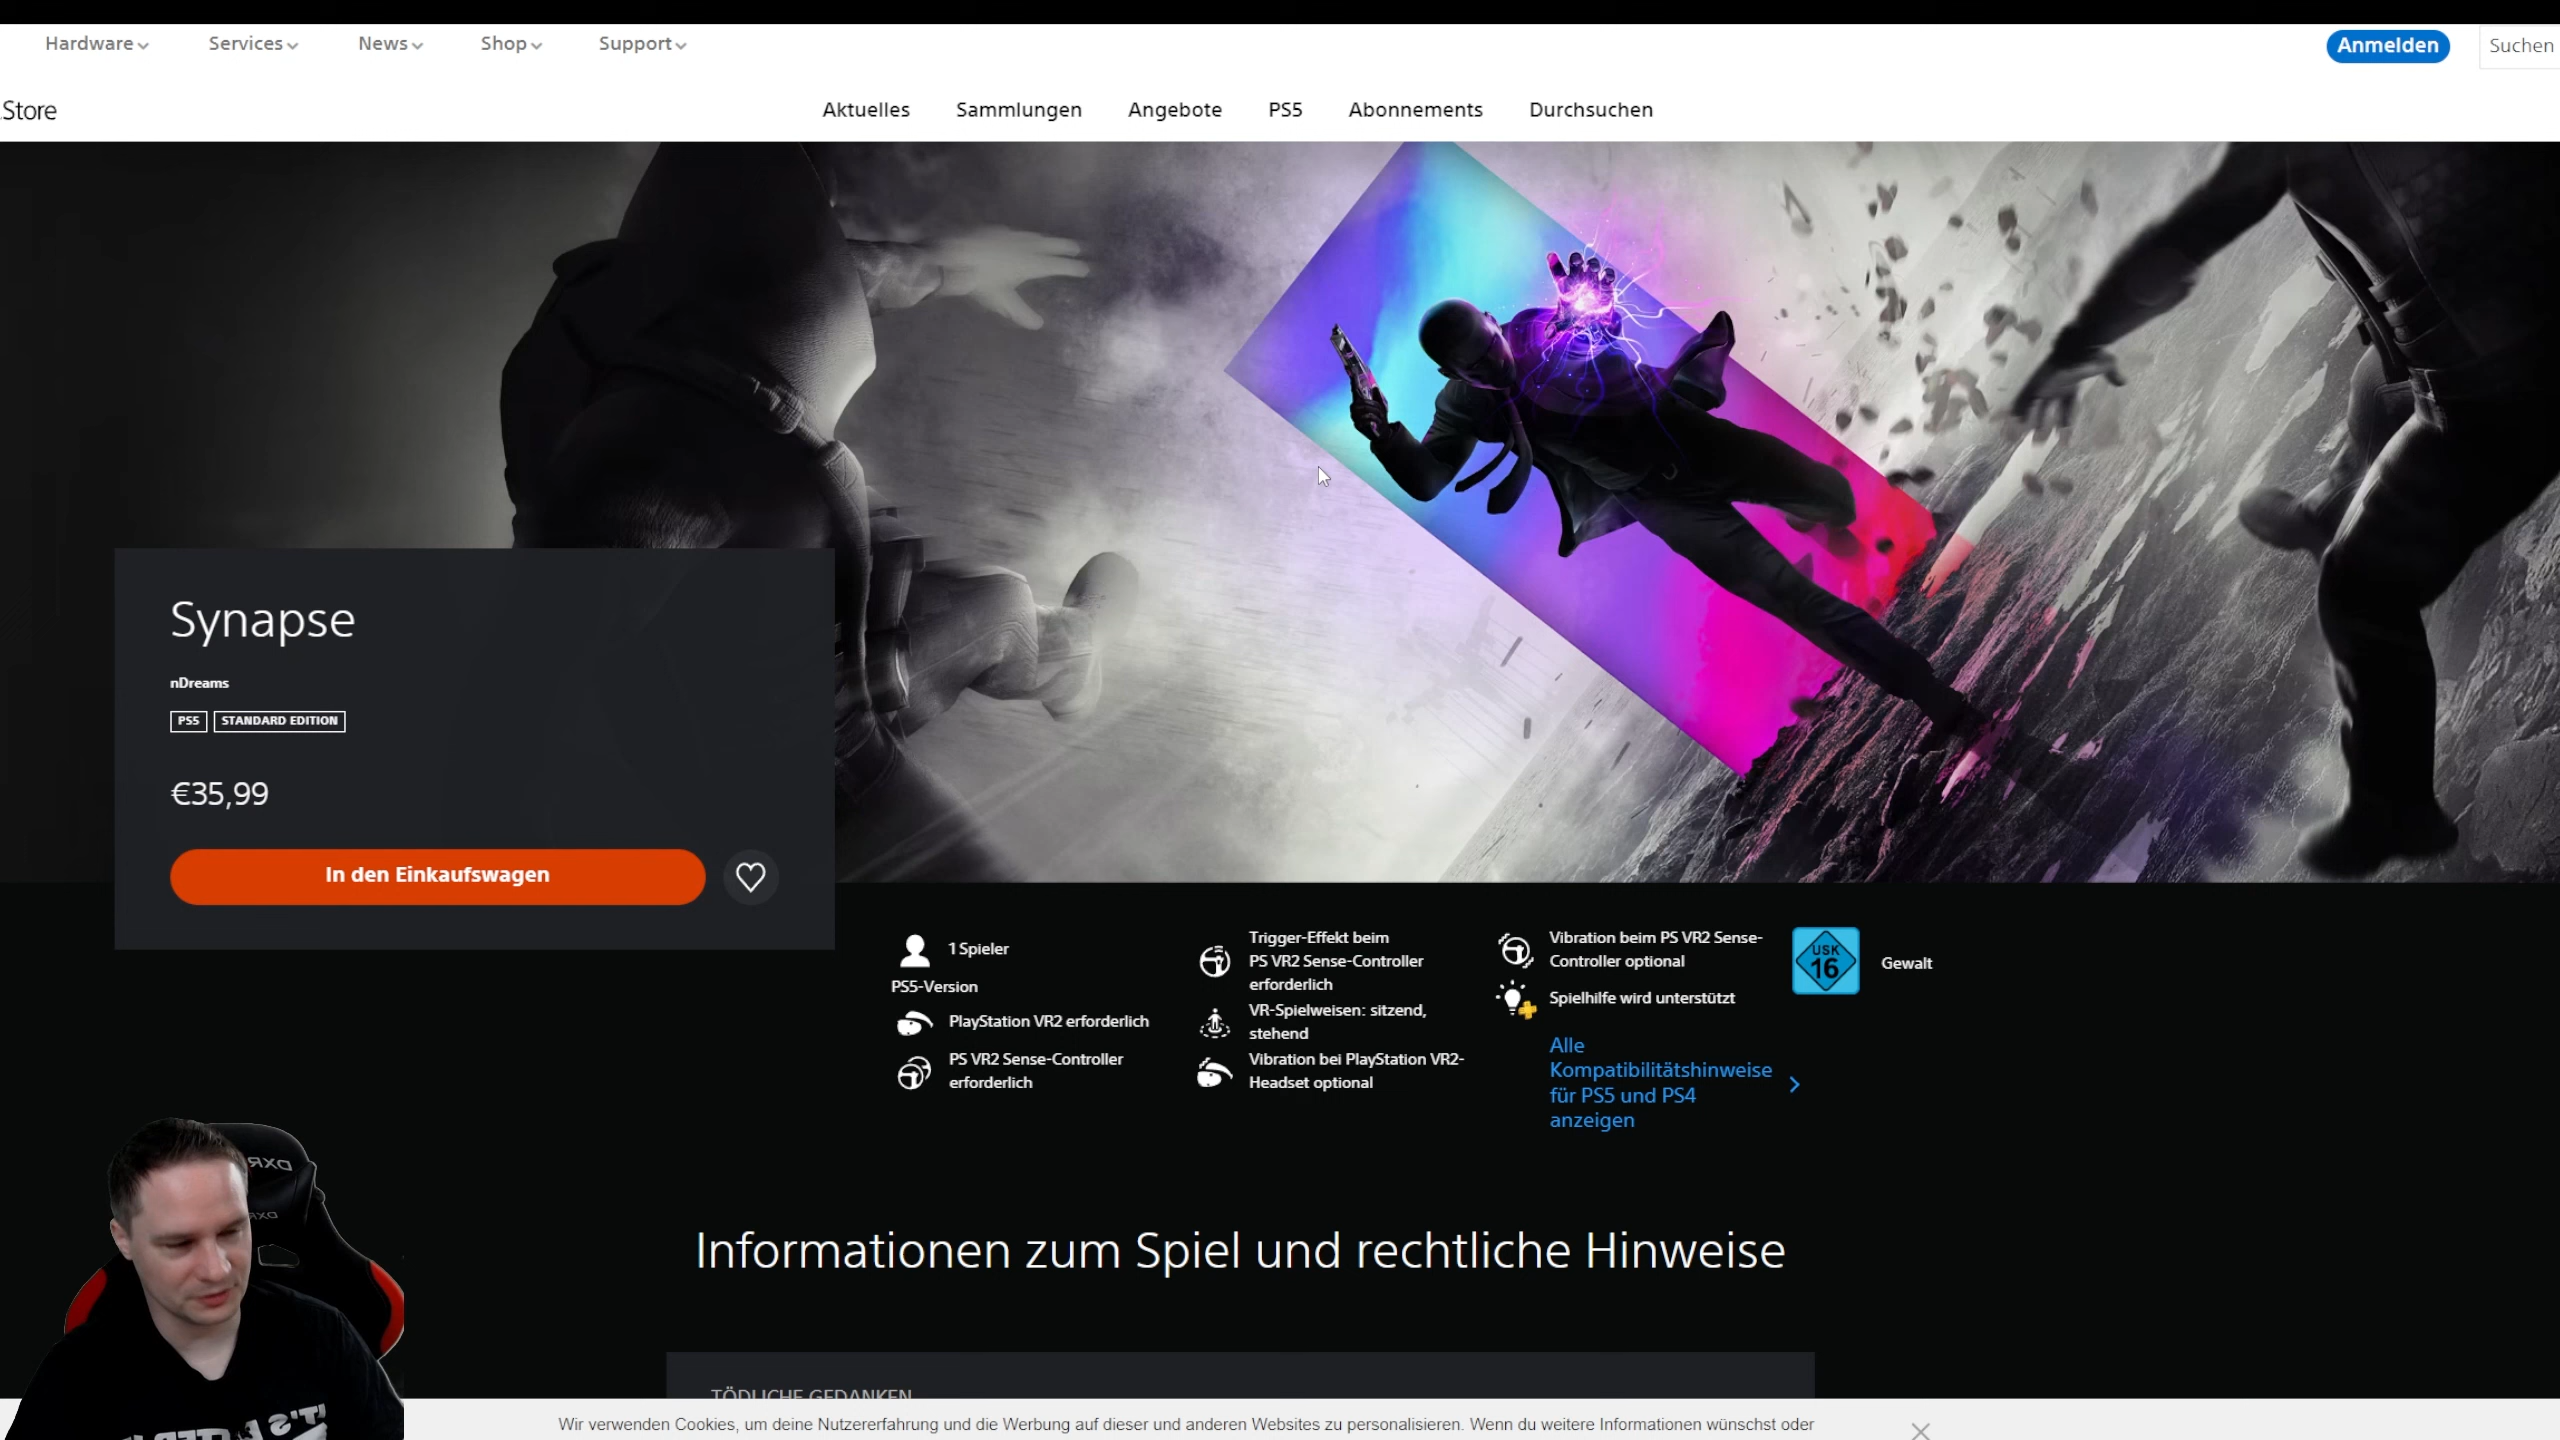 Hardware Services News Shop Support Anmelden Suchen
Store Aktuelles Sammlungen Angebote PS5 Abonnements Durchsuchen
Synapse
nDreams
PS5 STANDARD EDITION
€35,99
In den Einkaufswagen
1 Spieler
PS5-Version
PlayStation VR2 erforderlich
PS VR2 Sense-Controller
erforderlich
Trigger-Effekt beim
PS VR2 Sense-Controller
erforderlich
VR-Spielweisen: sitzend,
stehend
Vibration bei PlayStation VR2-
Headset optional
Vibration beim PS VR2 Sense-
Controller optional
Spielhilfe wird unterstützt
Alle
Kompatibilitätshinweise
für PS5 und PS4
anzeigen
USK
16
Gewalt
Informationen zum Spiel und rechtliche Hinweise
TÖDLICHE GEDANKEN
Wir verwenden Cookies, um deine Nutzererfahrung und die Werbung auf dieser und anderen Websites zu personalisieren. Wenn du weitere Informationen wünschst oder
IT'S